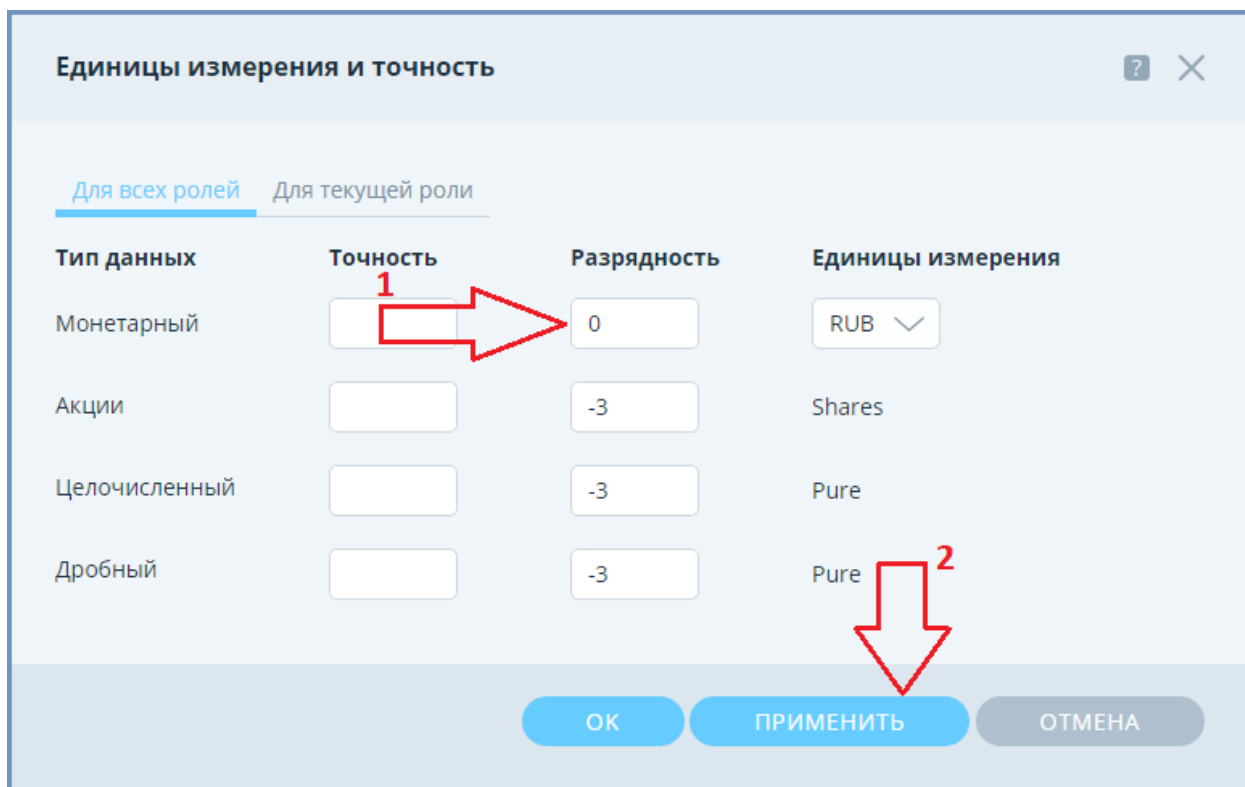 Единицы измерения и точность ?
Для всех ролей Для текущей роли
Тип данных Точность Разрядность Единицы измерения
1
Монетарный 0 RUB
Акции -3 Shares
Целочисленный -3 Pure
Дробный -3 Pure
2
ОК ПРИМЕНИТЬ ОТМЕНА